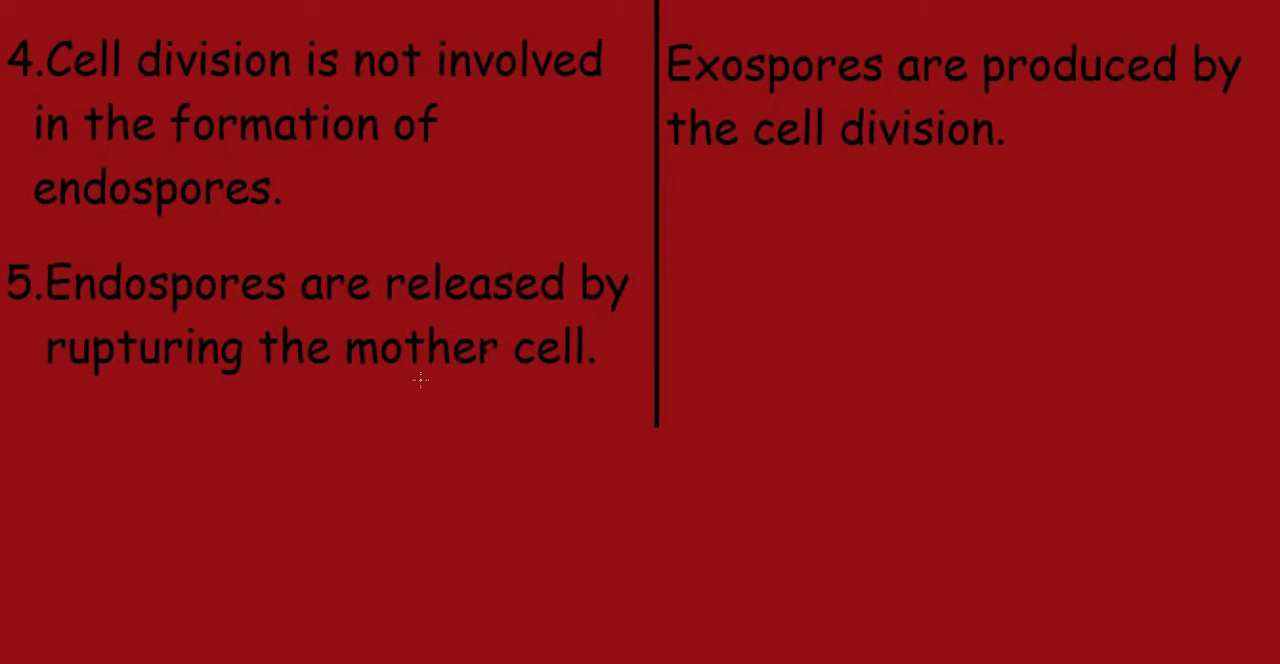 4.Cell division is not involved
in the formation of
endospores.
Exospores are produced by
the cell division.
5.Endospores are released by
rupturing the mother cell.